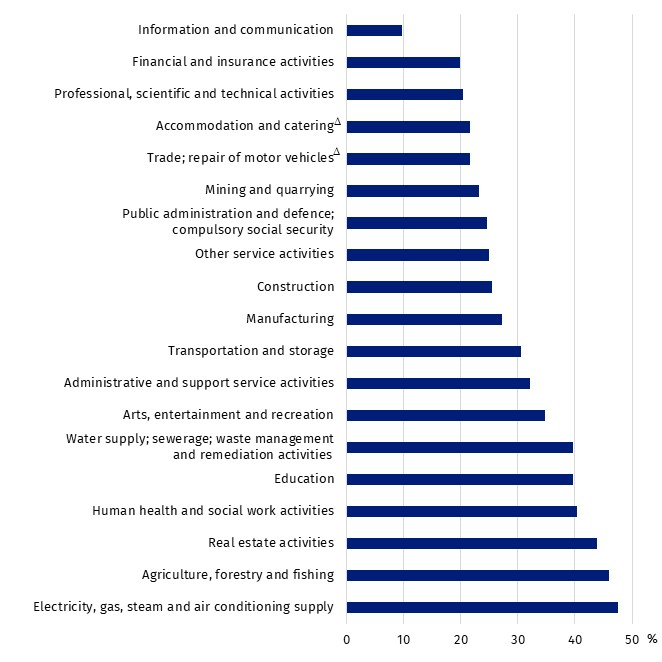 Information and communication
Financial and insurance activities
Professional, scientific and technical activities
Accommodation and cateringΔ
Trade; repair of motor vehiclesΔ
Mining and quarrying
Public administration and defence;
compulsory social security
Other service activities
Construction
Manufacturing
Transportation and storage
Administrative and support service activities
Arts, entertainment and recreation
Water supply; sewerage; waste management
and remediation activities
Education
Human health and social work activities
Real estate activities
Agriculture, forestry and fishing
Electricity, gas, steam and air conditioning supply
0 10 20 30 40 50 %